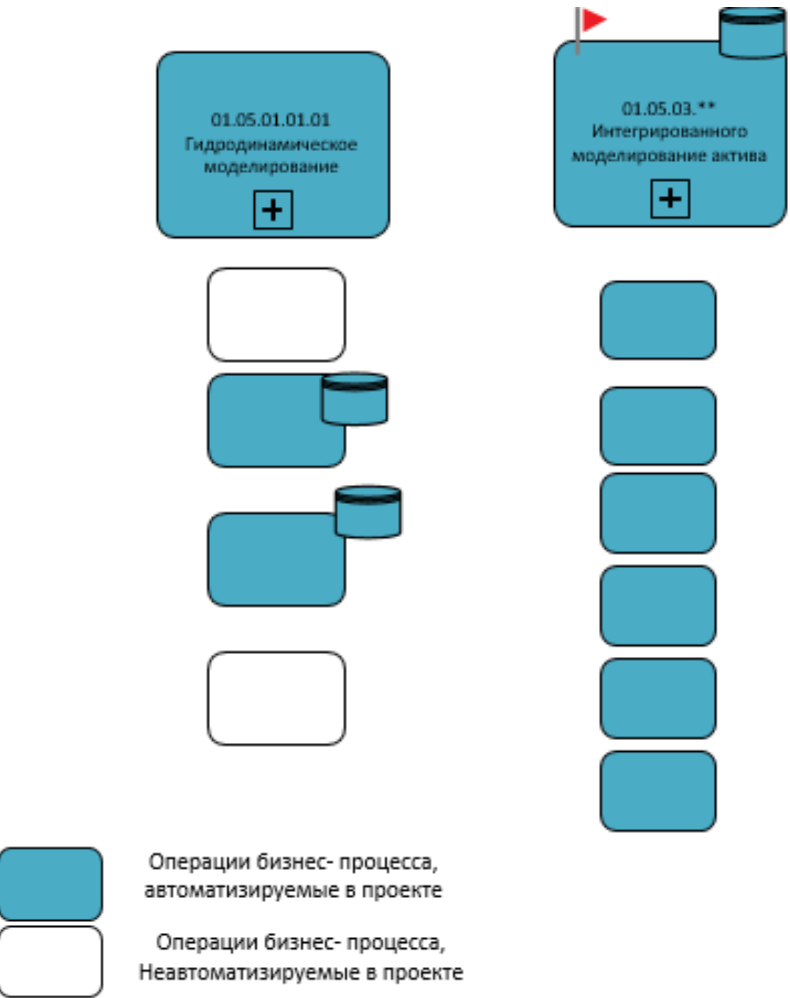 01.05.01.01.01
Гидродинамическое
моделирование
01.05.03.**
Интегрированного
моделирование актива
Операции бизнес- процесса,
автоматизируемые в проекте
Операции бизнес- процесса,
Неавтоматизируемые в проекте